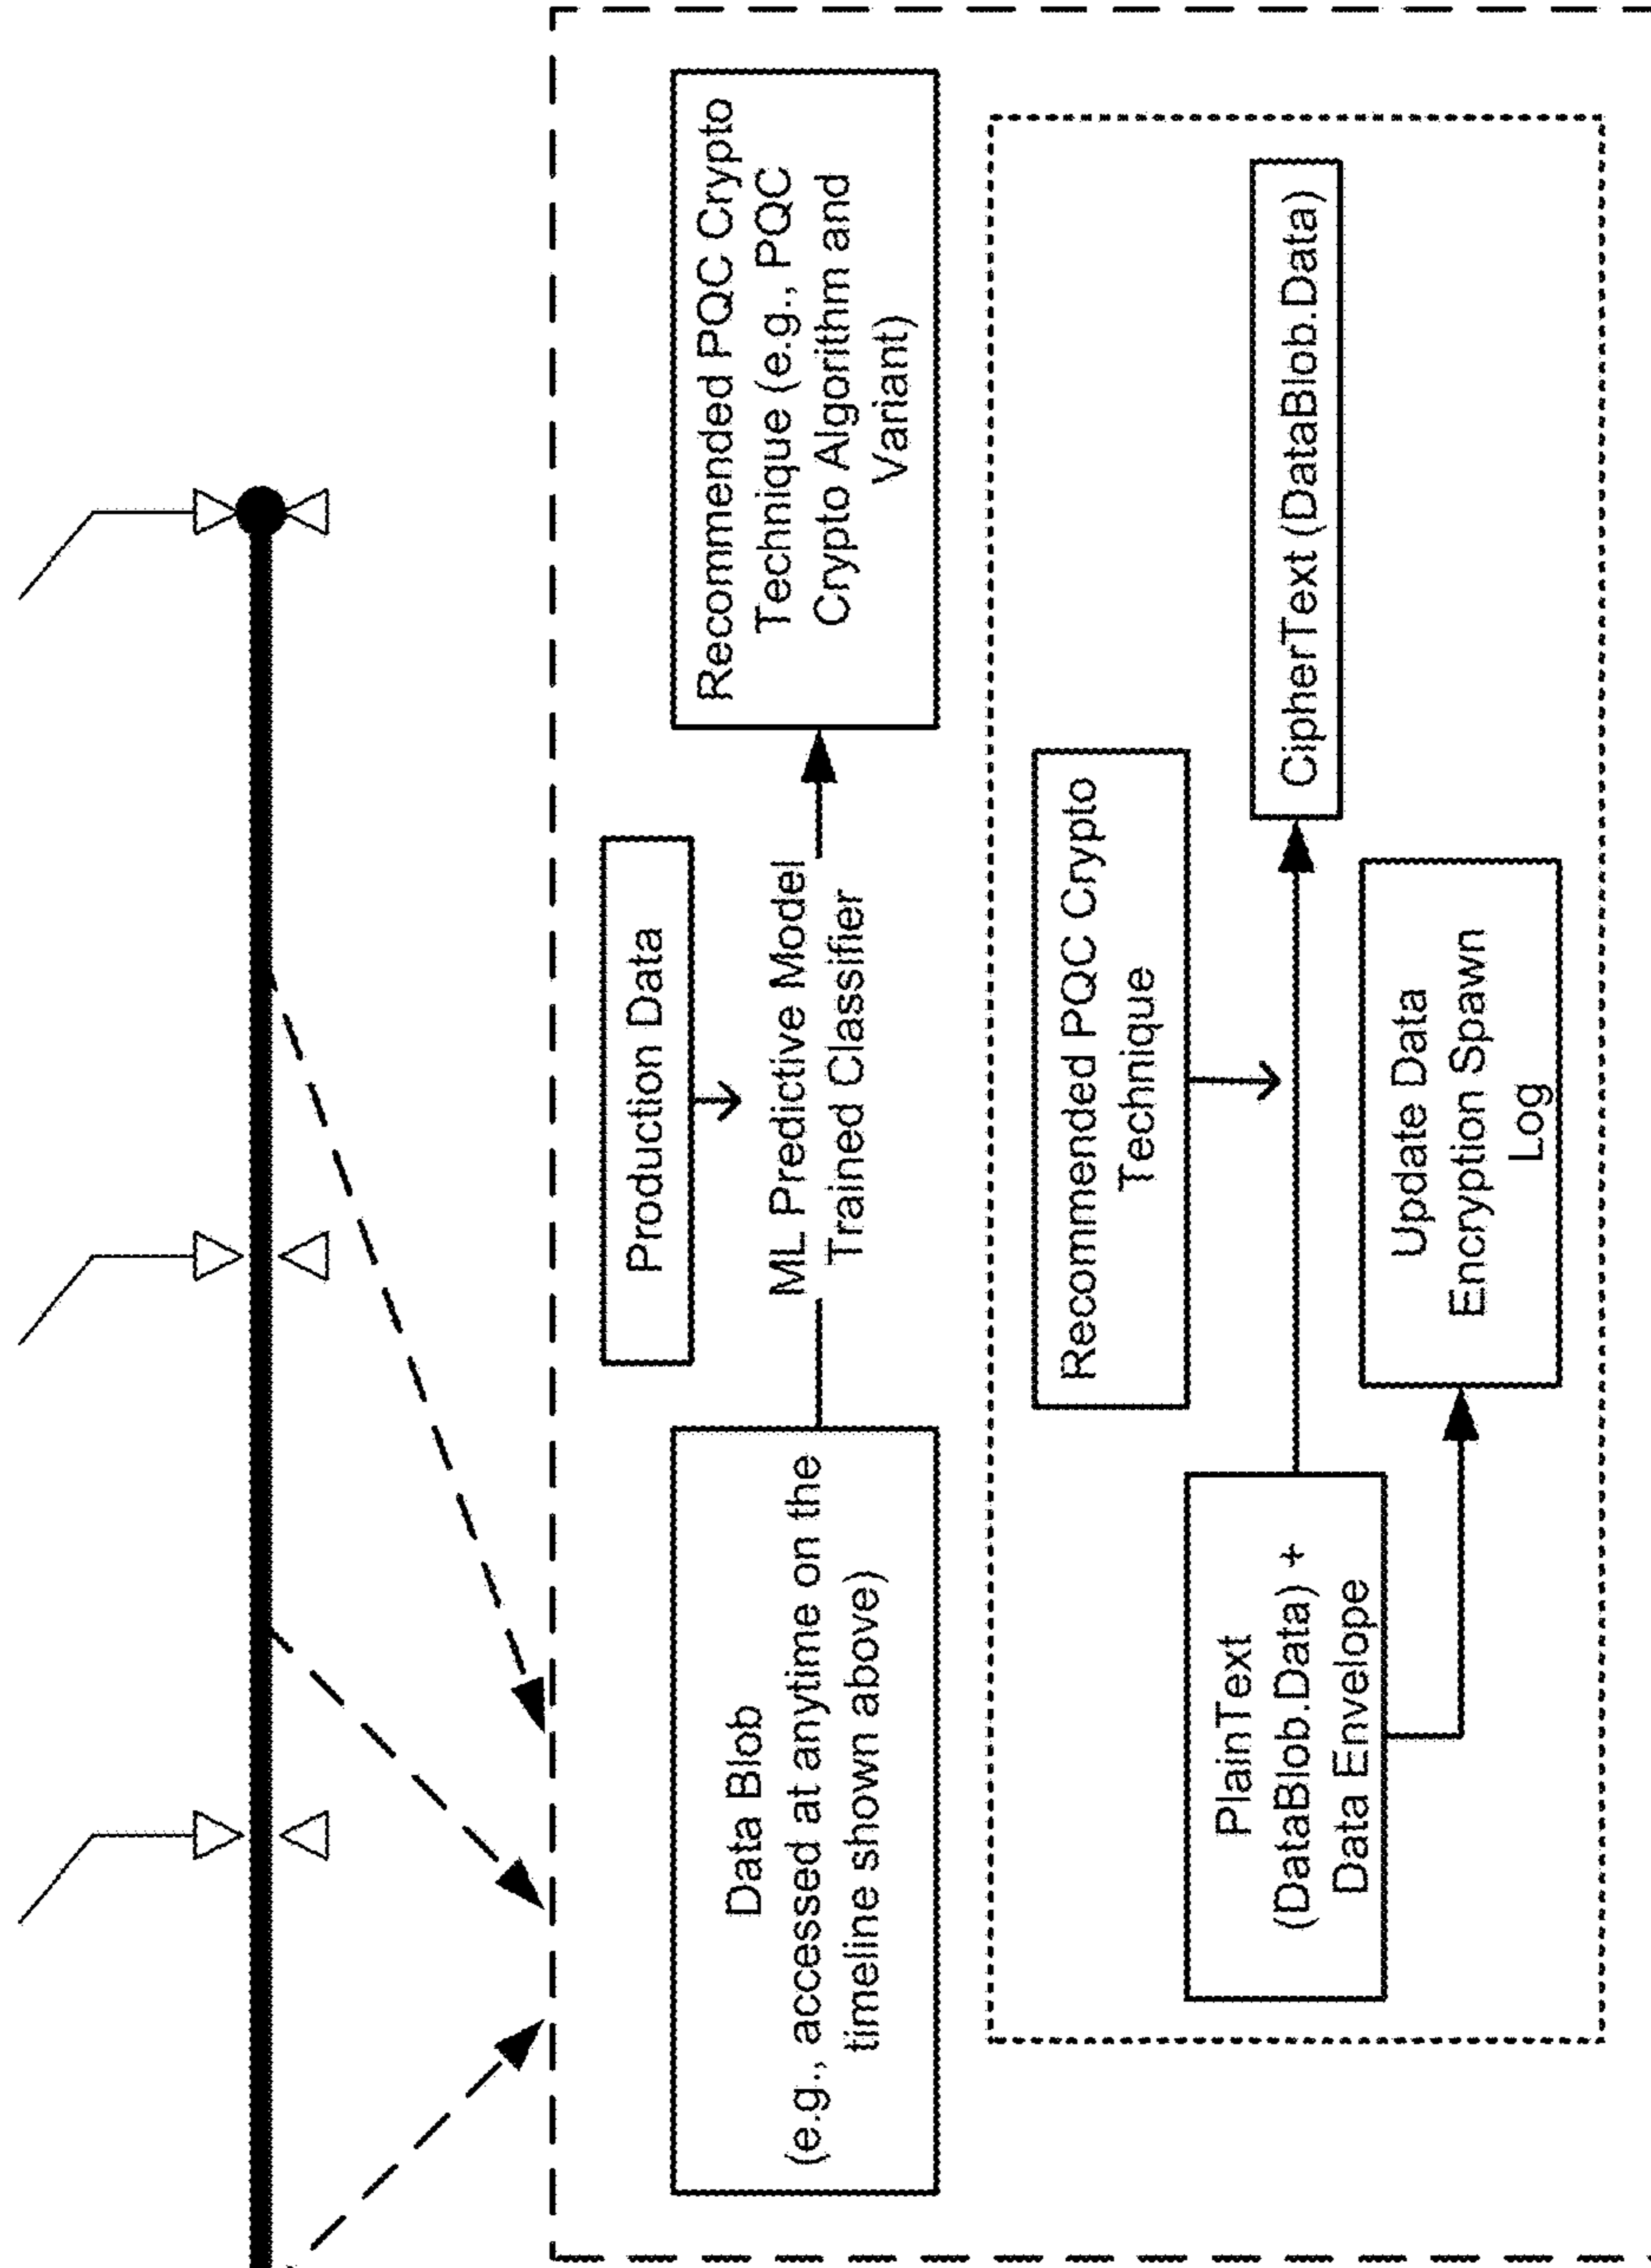 Production Data
Data Blob
(e.g., accessed at anytime on the
timeline shown above)
ML Predictive Model
Trained Classifier
Recommended PQC Crypto
Technique (e.g., PQC
Crypto Algorithm and
Variant)
Recommended PQC Crypto
Technique
PlainText
(DataBlob.Data) +
Data Envelope
CipherText (DataBlob.Data)
Update Data
Encryption Spawn
Log